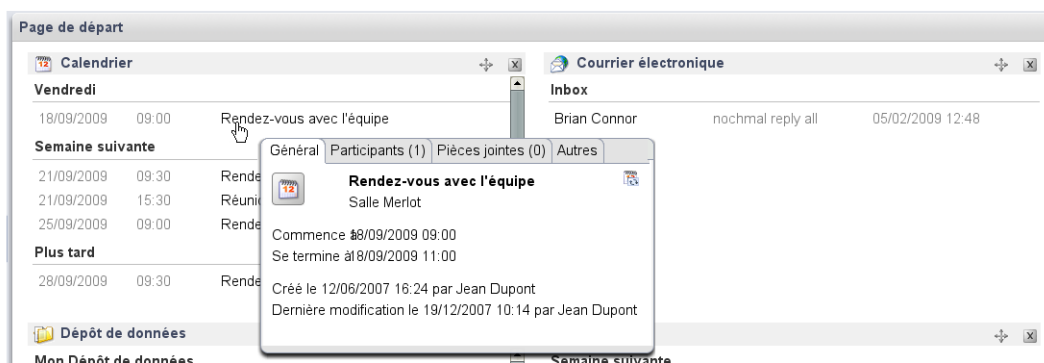 Page de départ
Calendrier
Vendredi
18/09/2009 09:00 Rendez-vous avec l'équipe
Semaine suivante
21/09/2009 09:30 Rende
21/09/2009 15:30 Réunio
25/09/2009 09:00 Rende
Plus tard
28/09/2009 09:30 Rende
Dépôt de données
Mon Dépôt de données
Courrier électronique
Inbox
Brian Connor nochmal reply all 05/02/2009 12:48
Général Participants (1) Pièces jointes (0) Autres
Rendez-vous avec l'équipe
Salle Merlot
Commence à 18/09/2009 09:00
Se termine à 18/09/2009 11:00
Créé le 12/06/2007 16:24 par Jean Dupont
Dernière modification le 19/12/2007 10:14 par Jean Dupont
Semaine suivante